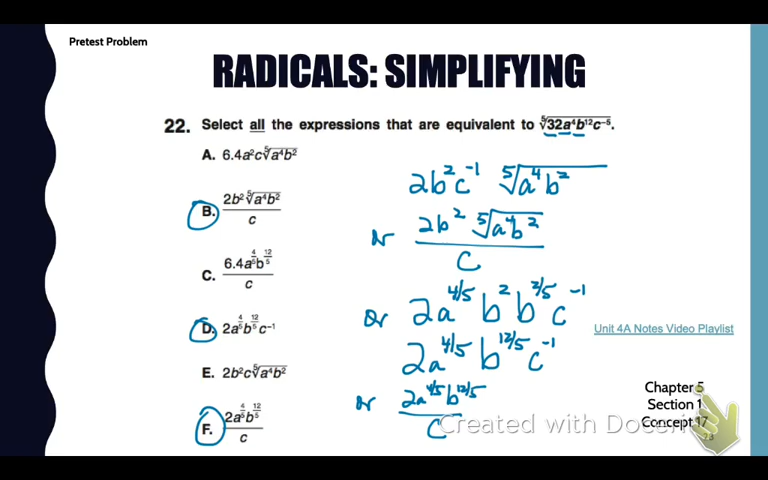 Pretest Problem
RADICALS: SIMPLIFYING
22. Select all the expressions that are equivalent to ⁵√32a⁴b¹²c⁻⁵.
A. 6.4a²c⁵√a⁴b²
B. 2b² ⁵√a⁴b² / c
C. 6.4a^(4/5)b^(12/5) / c
D. 2a^(4/5)b^(12/5)c⁻¹
E. 2b²c⁵√a⁴b²
F. 2a^(4/5)b^(12/5) / c
2b²c⁻¹ ⁵√a⁴b²
or 2b² ⁵√a⁴b² / c
or 2a^(4/5) b² b^(2/5) c⁻¹
2a^(4/5) b^(12/5) c⁻¹
or 2a^(4/5) b^(12/5) / c
Unit 4A Notes Video Playlist
Chapter 5
Section 1
Concept 17
Created with Doceri